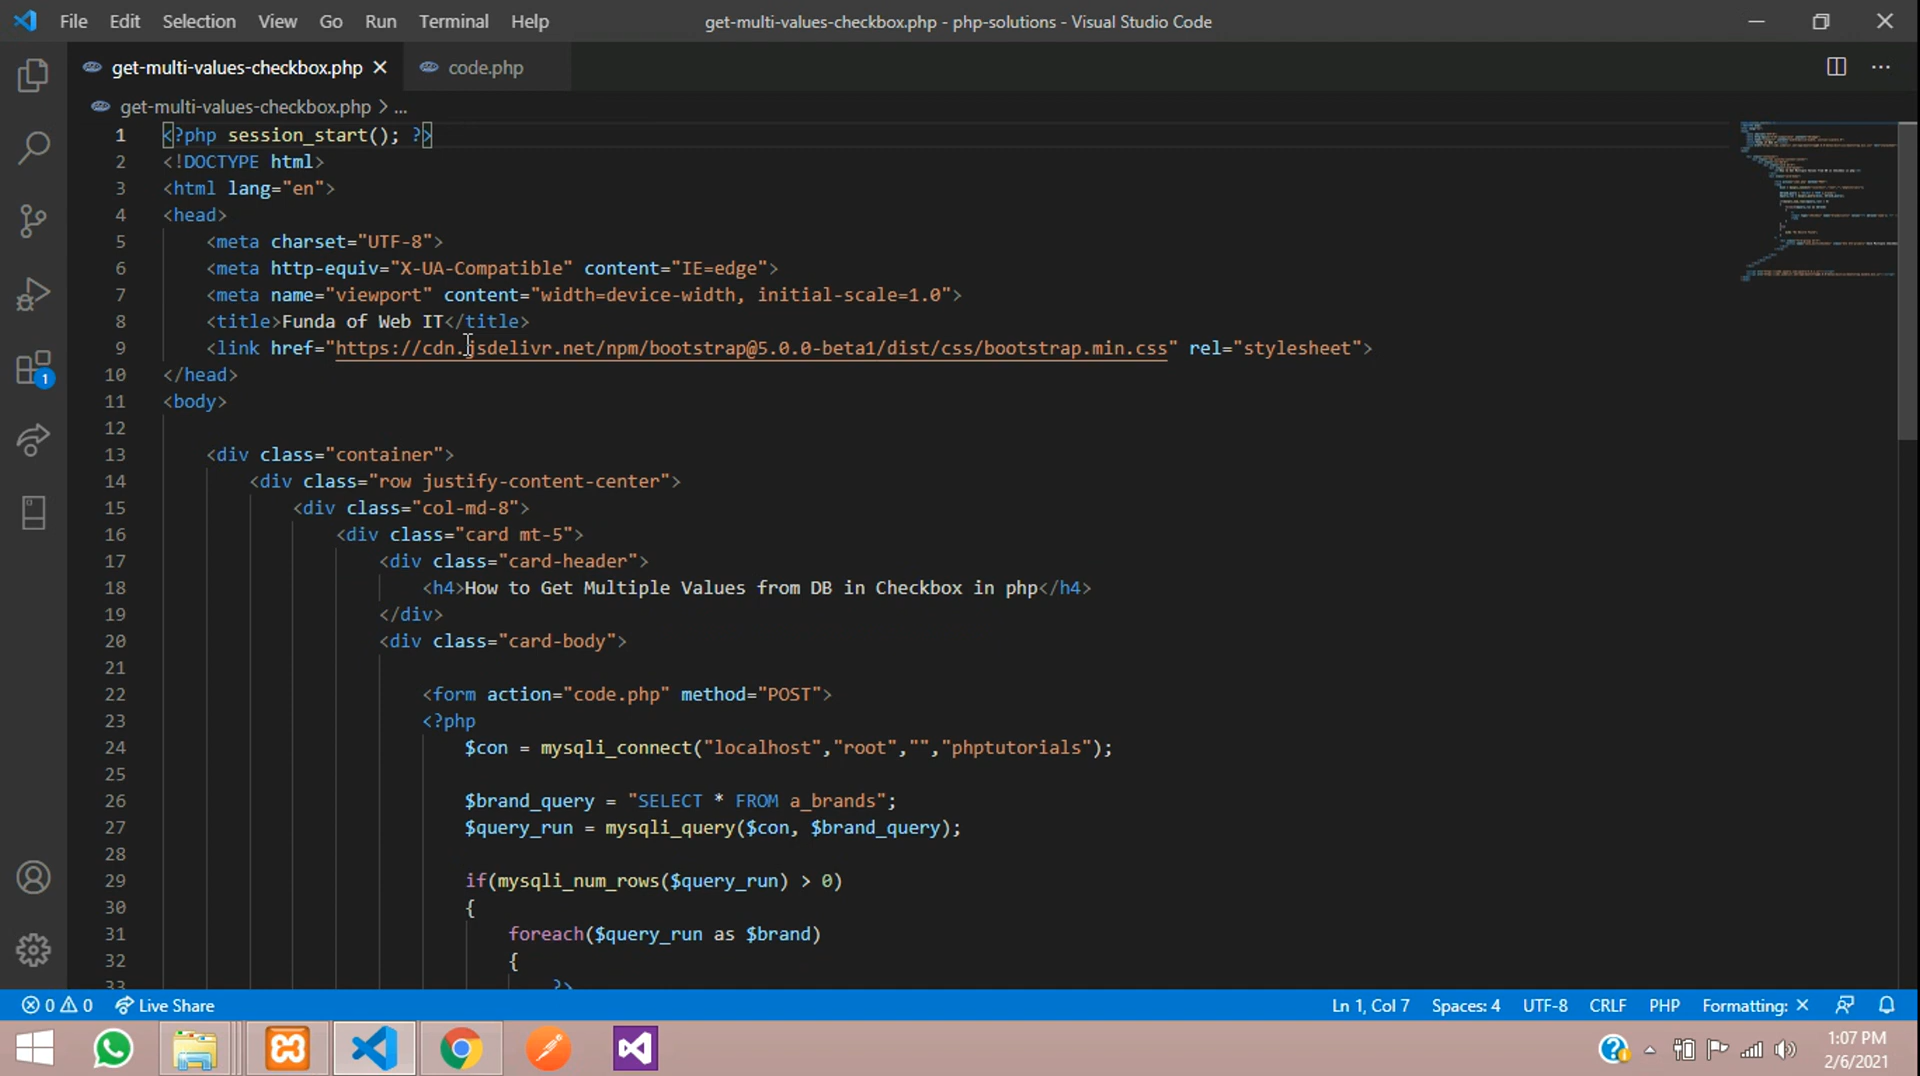 File Edit Selection View Go Run Terminal Help get-multi-values-checkbox.php - php-solutions - Visual Studio Code
get-multi-values-checkbox.php code.php
get-multi-values-checkbox.php > ...
1 <?php session_start(); ?>
2 <!DOCTYPE html>
3 <html lang="en">
4 <head>
5 <meta charset="UTF-8">
6 <meta http-equiv="X-UA-Compatible" content="IE=edge">
7 <meta name="viewport" content="width=device-width, initial-scale=1.0">
8 <title>Funda of Web IT</title>
9 <link href="https://cdn.jsdelivr.net/npm/bootstrap@5.0.0-beta1/dist/css/bootstrap.min.css" rel="stylesheet">
10 </head>
11 <body>
12
13 <div class="container">
14 <div class="row justify-content-center">
15 <div class="col-md-8">
16 <div class="card mt-5">
17 <div class="card-header">
18 <h4>How to Get Multiple Values from DB in Checkbox in php</h4>
19 </div>
20 <div class="card-body">
21
22 <form action="code.php" method="POST">
23 <?php
24 $con = mysqli_connect("localhost","root","","phptutorials");
25
26 $brand_query = "SELECT * FROM a_brands";
27 $query_run = mysqli_query($con, $brand_query);
28
29 if(mysqli_num_rows($query_run) > 0)
30 {
31 foreach($query_run as $brand)
32 {
33 ?>
1
0 0 Live Share Ln 1, Col 7 Spaces: 4 UTF-8 CRLF PHP Formatting: ×
1:07 PM
2/6/2021